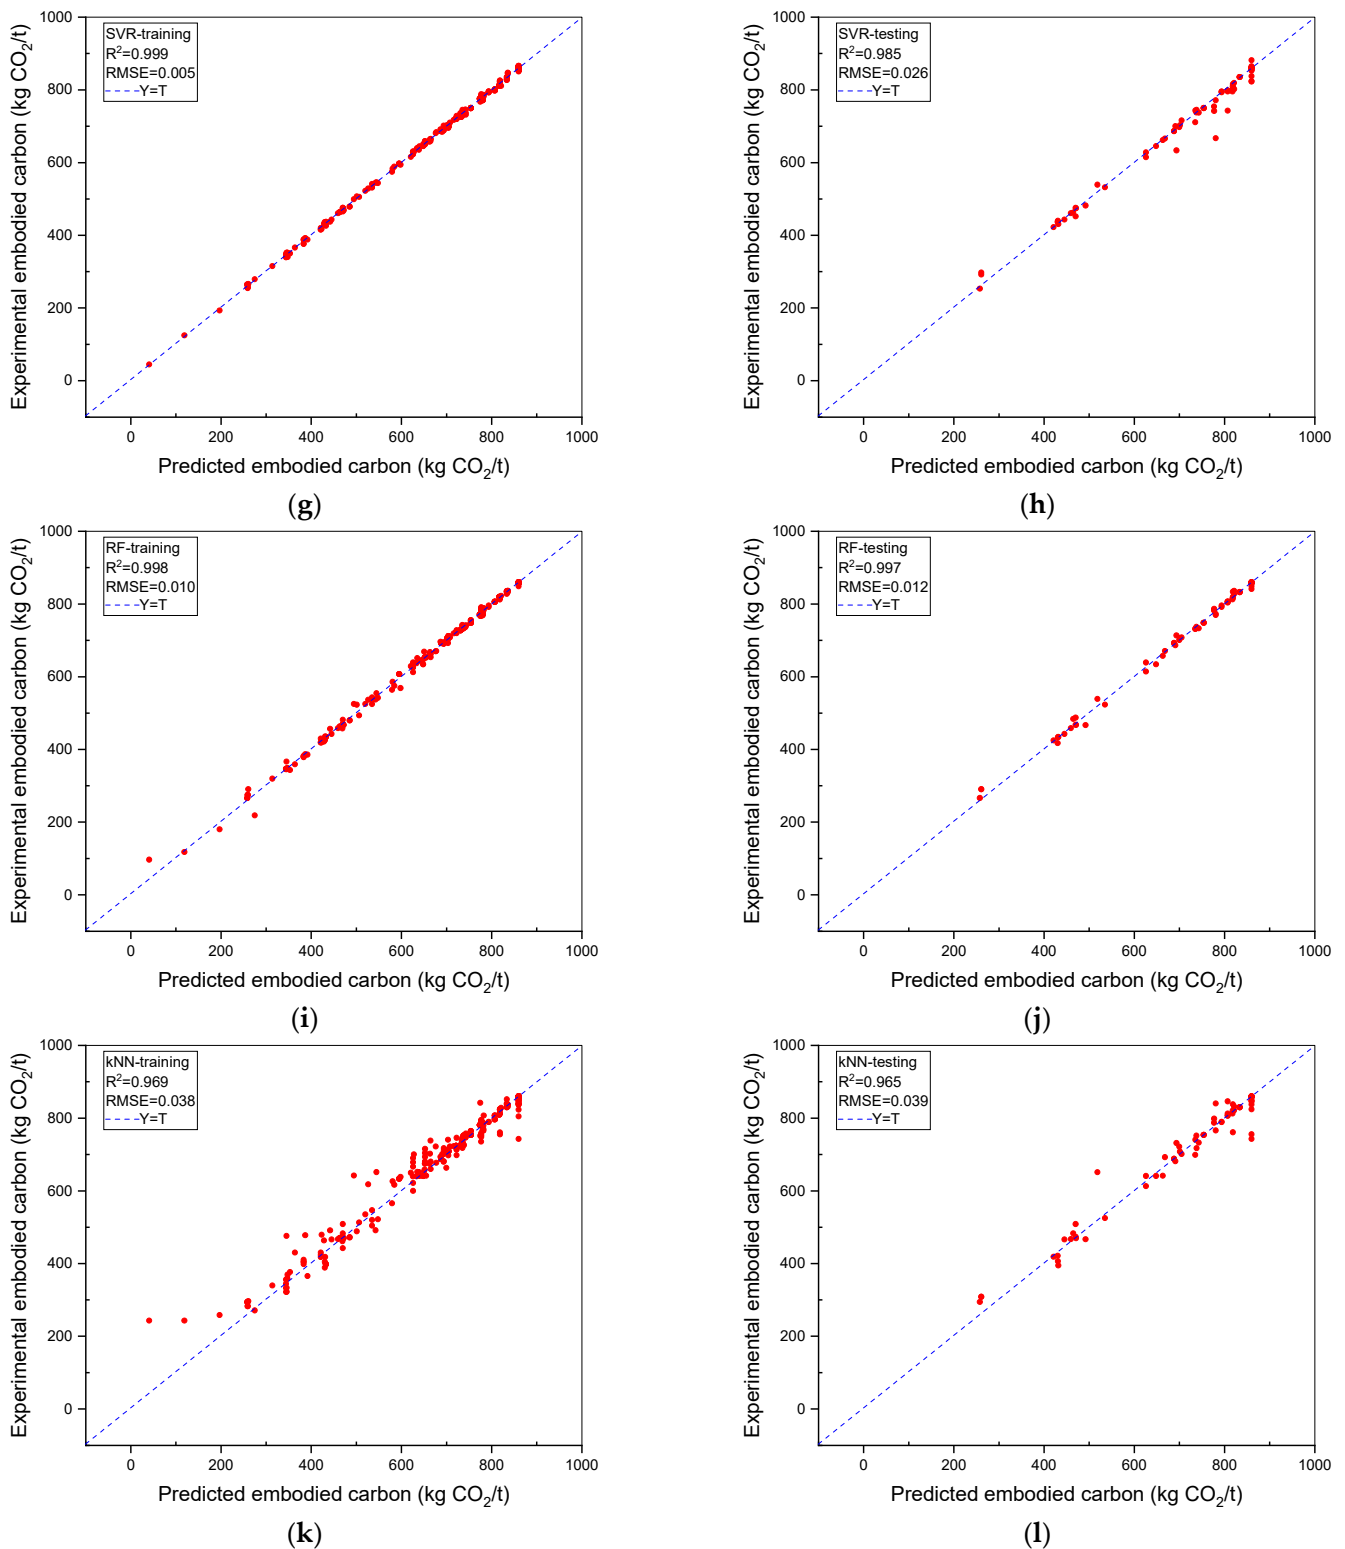 SVR-training
R²=0.999
RMSE=0.005
Y=T
Experimental embodied carbon (kg CO₂/t)
1000
800
600
400
200
0
0 200 400 600 800 1000
Predicted embodied carbon (kg CO₂/t)
(g)
SVR-testing
R²=0.985
RMSE=0.026
Y=T
Experimental embodied carbon (kg CO₂/t)
1000
800
600
400
200
0
0 200 400 600 800 1000
Predicted embodied carbon (kg CO₂/t)
(h)
RF-training
R²=0.998
RMSE=0.010
Y=T
Experimental embodied carbon (kg CO₂/t)
1000
800
600
400
200
0
0 200 400 600 800 1000
Predicted embodied carbon (kg CO₂/t)
(i)
RF-testing
R²=0.997
RMSE=0.012
Y=T
Experimental embodied carbon (kg CO₂/t)
1000
800
600
400
200
0
0 200 400 600 800 1000
Predicted embodied carbon (kg CO₂/t)
(j)
kNN-training
R²=0.969
RMSE=0.038
Y=T
Experimental embodied carbon (kg CO₂/t)
1000
800
600
400
200
0
0 200 400 600 800 1000
Predicted embodied carbon (kg CO₂/t)
(k)
kNN-testing
R²=0.965
RMSE=0.039
Y=T
Experimental embodied carbon (kg CO₂/t)
1000
800
600
400
200
0
0 200 400 600 800 1000
Predicted embodied carbon (kg CO₂/t)
(l)